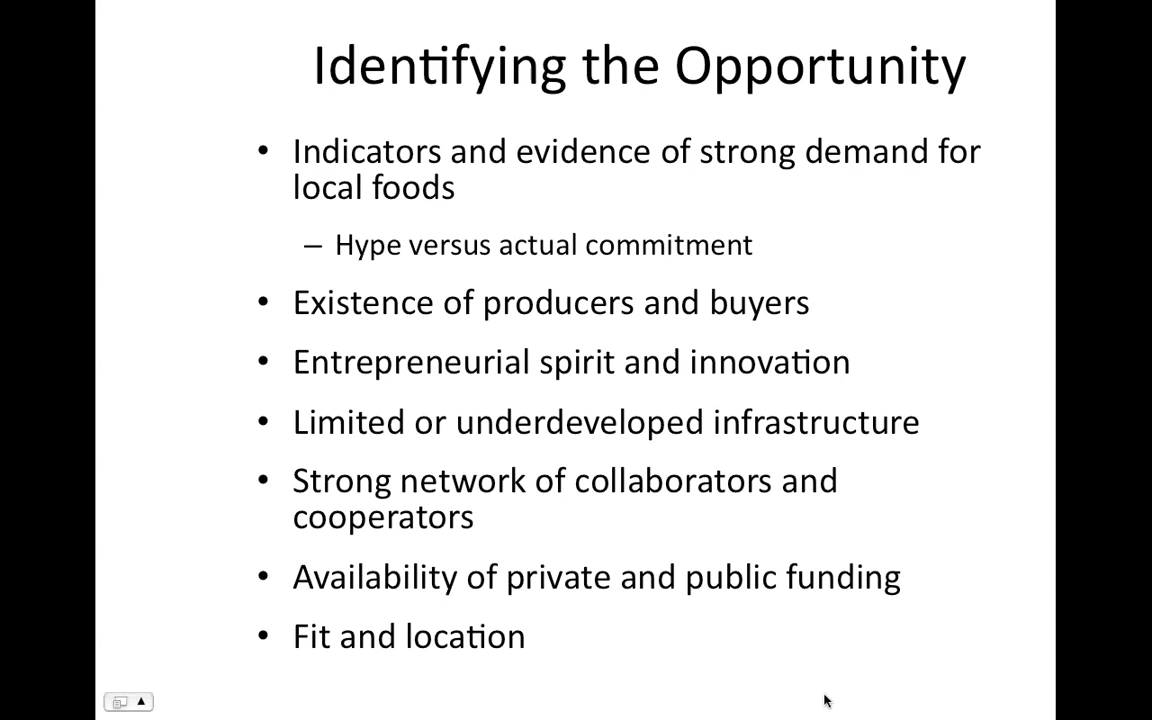 Identifying the Opportunity
• Indicators and evidence of strong demand for
local foods
– Hype versus actual commitment
• Existence of producers and buyers
• Entrepreneurial spirit and innovation
• Limited or underdeveloped infrastructure
• Strong network of collaborators and
cooperators
• Availability of private and public funding
• Fit and location